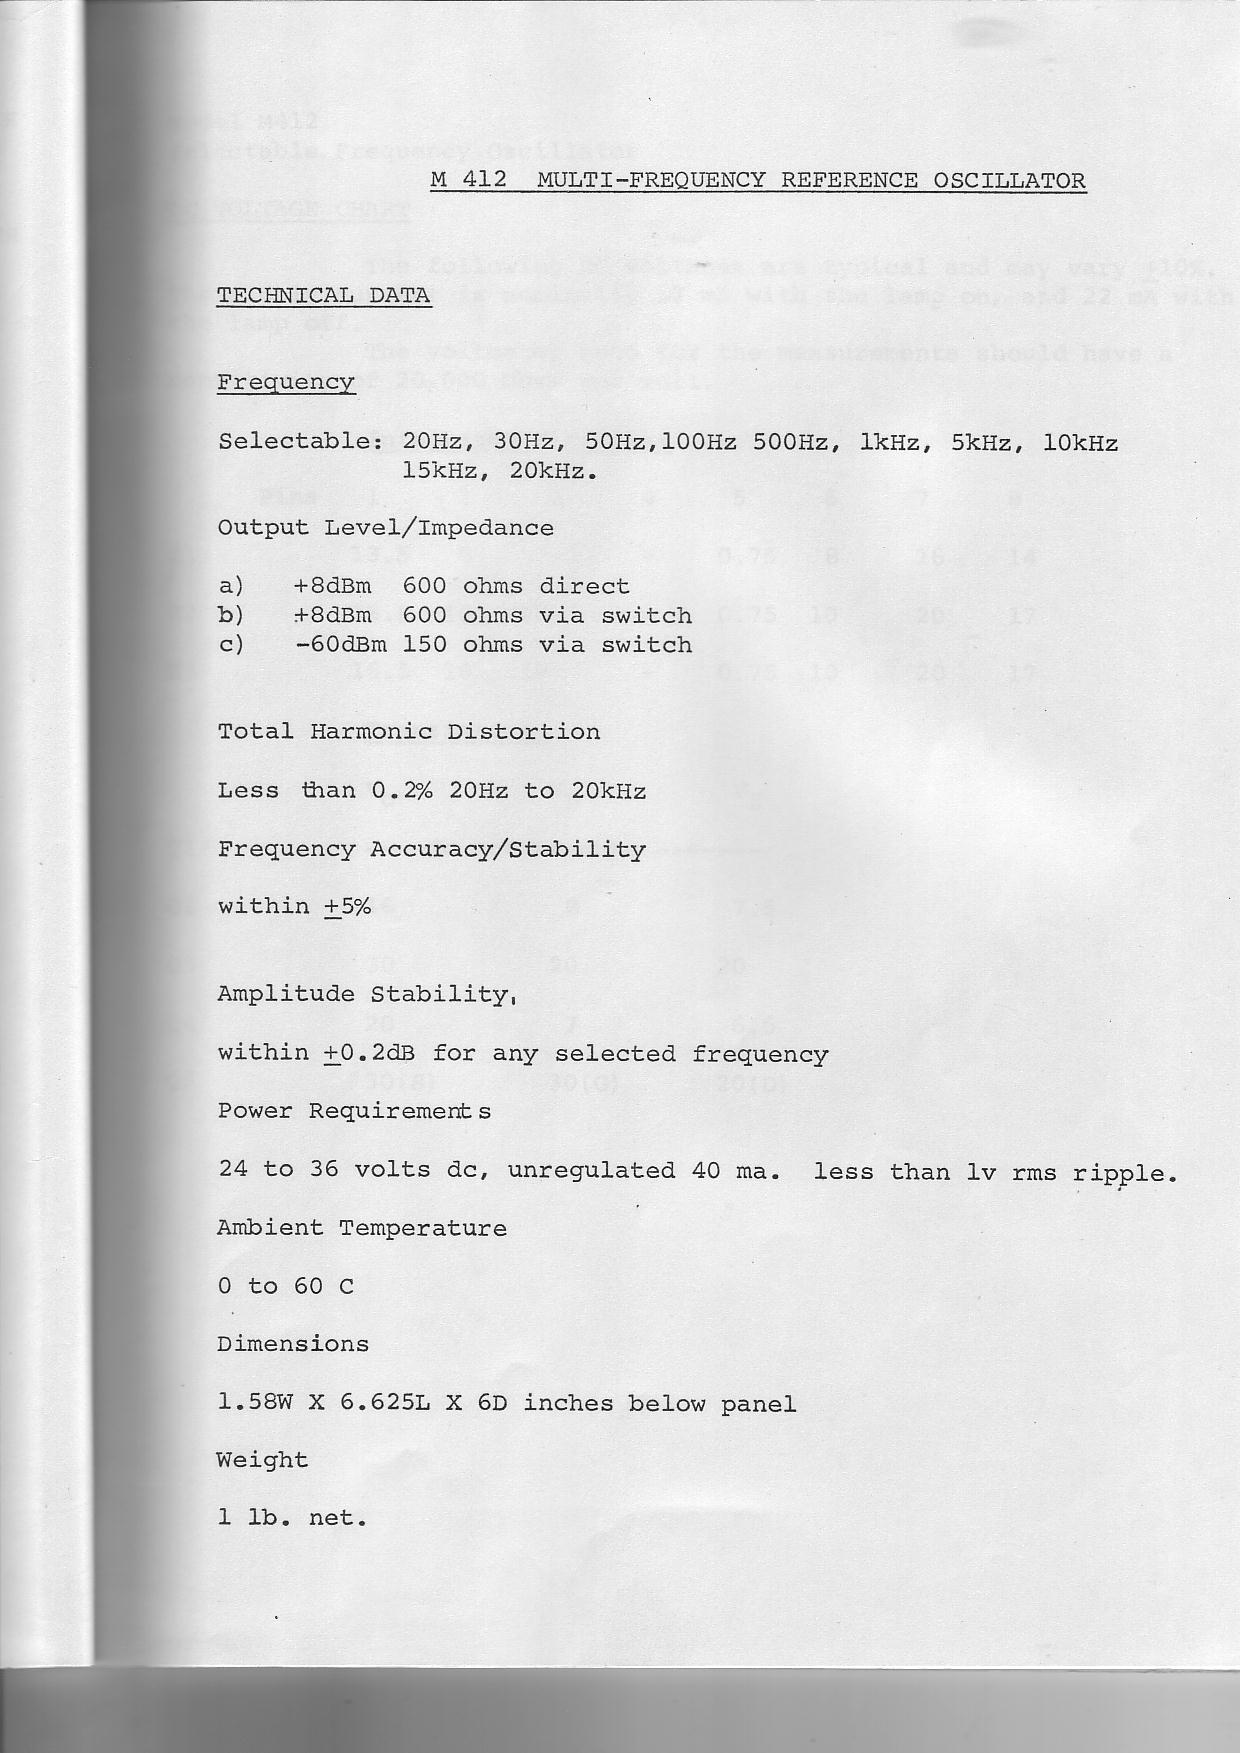 M 412 MULTI-FREQUENCY REFERENCE OSCILLATOR
TECHNICAL DATA
Frequency
Selectable: 20Hz, 30Hz, 50Hz,100Hz 500Hz, 1kHz, 5kHz, 10kHz
15kHz, 20kHz.
Output Level/Impedance
a) +8dBm 600 ohms direct
b) +8dBm 600 ohms via switch
c) -60dBm 150 ohms via switch
Total Harmonic Distortion
Less than 0.2% 20Hz to 20kHz
Frequency Accuracy/Stability
within ±5%
Amplitude Stability,
within ±0.2dB for any selected frequency
Power Requirements
24 to 36 volts dc, unregulated 40 ma. less than 1v rms ripple.
Ambient Temperature
0 to 60 C
Dimensions
1.58W X 6.625L X 6D inches below panel
Weight
1 lb. net.